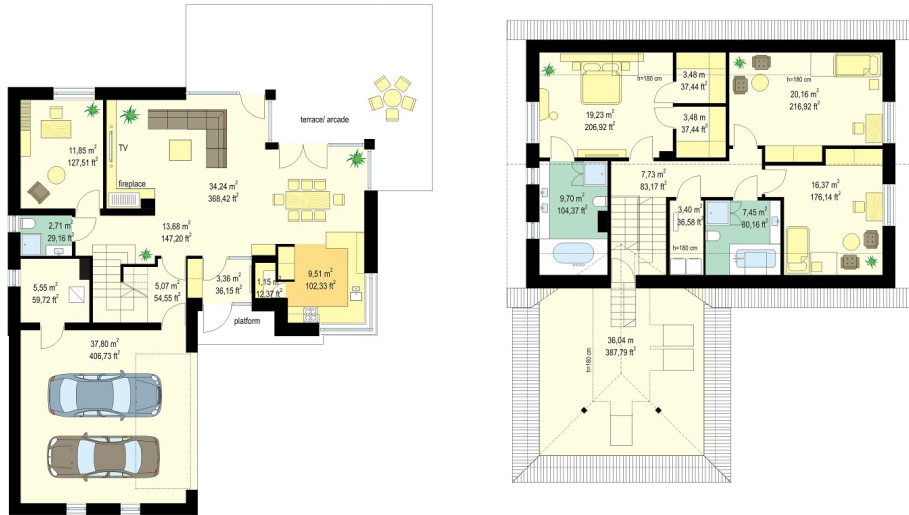 terrace/ arcade
11,85 m²
127,51 ft²
TV
fireplace
34,24 m²
368,42 ft²
2,71 m²
29,16 ft²
13,68 m²
147,20 ft²
5,55 m²
59,72 ft²
5,07 m²
54,55 ft²
3,36 m²
36,15 ft²
1,15 m²
12,37 ft²
9,51 m²
102,33 ft²
platform
37,80 m²
406,73 ft²
h=180 cm
19,23 m²
206,92 ft²
3,48 m
37,44 ft²
3,48 m
37,44 ft²
h=180 cm
20,16 m²
216,92 ft²
9,70 m²
104,37 ft²
7,73 m²
83,17 ft²
3,40 m²
36,58 ft²
h=180 cm
7,45 m²
80,16 ft²
16,37 m²
176,14 ft²
h=180 cm
36,04 m
387,79 ft²